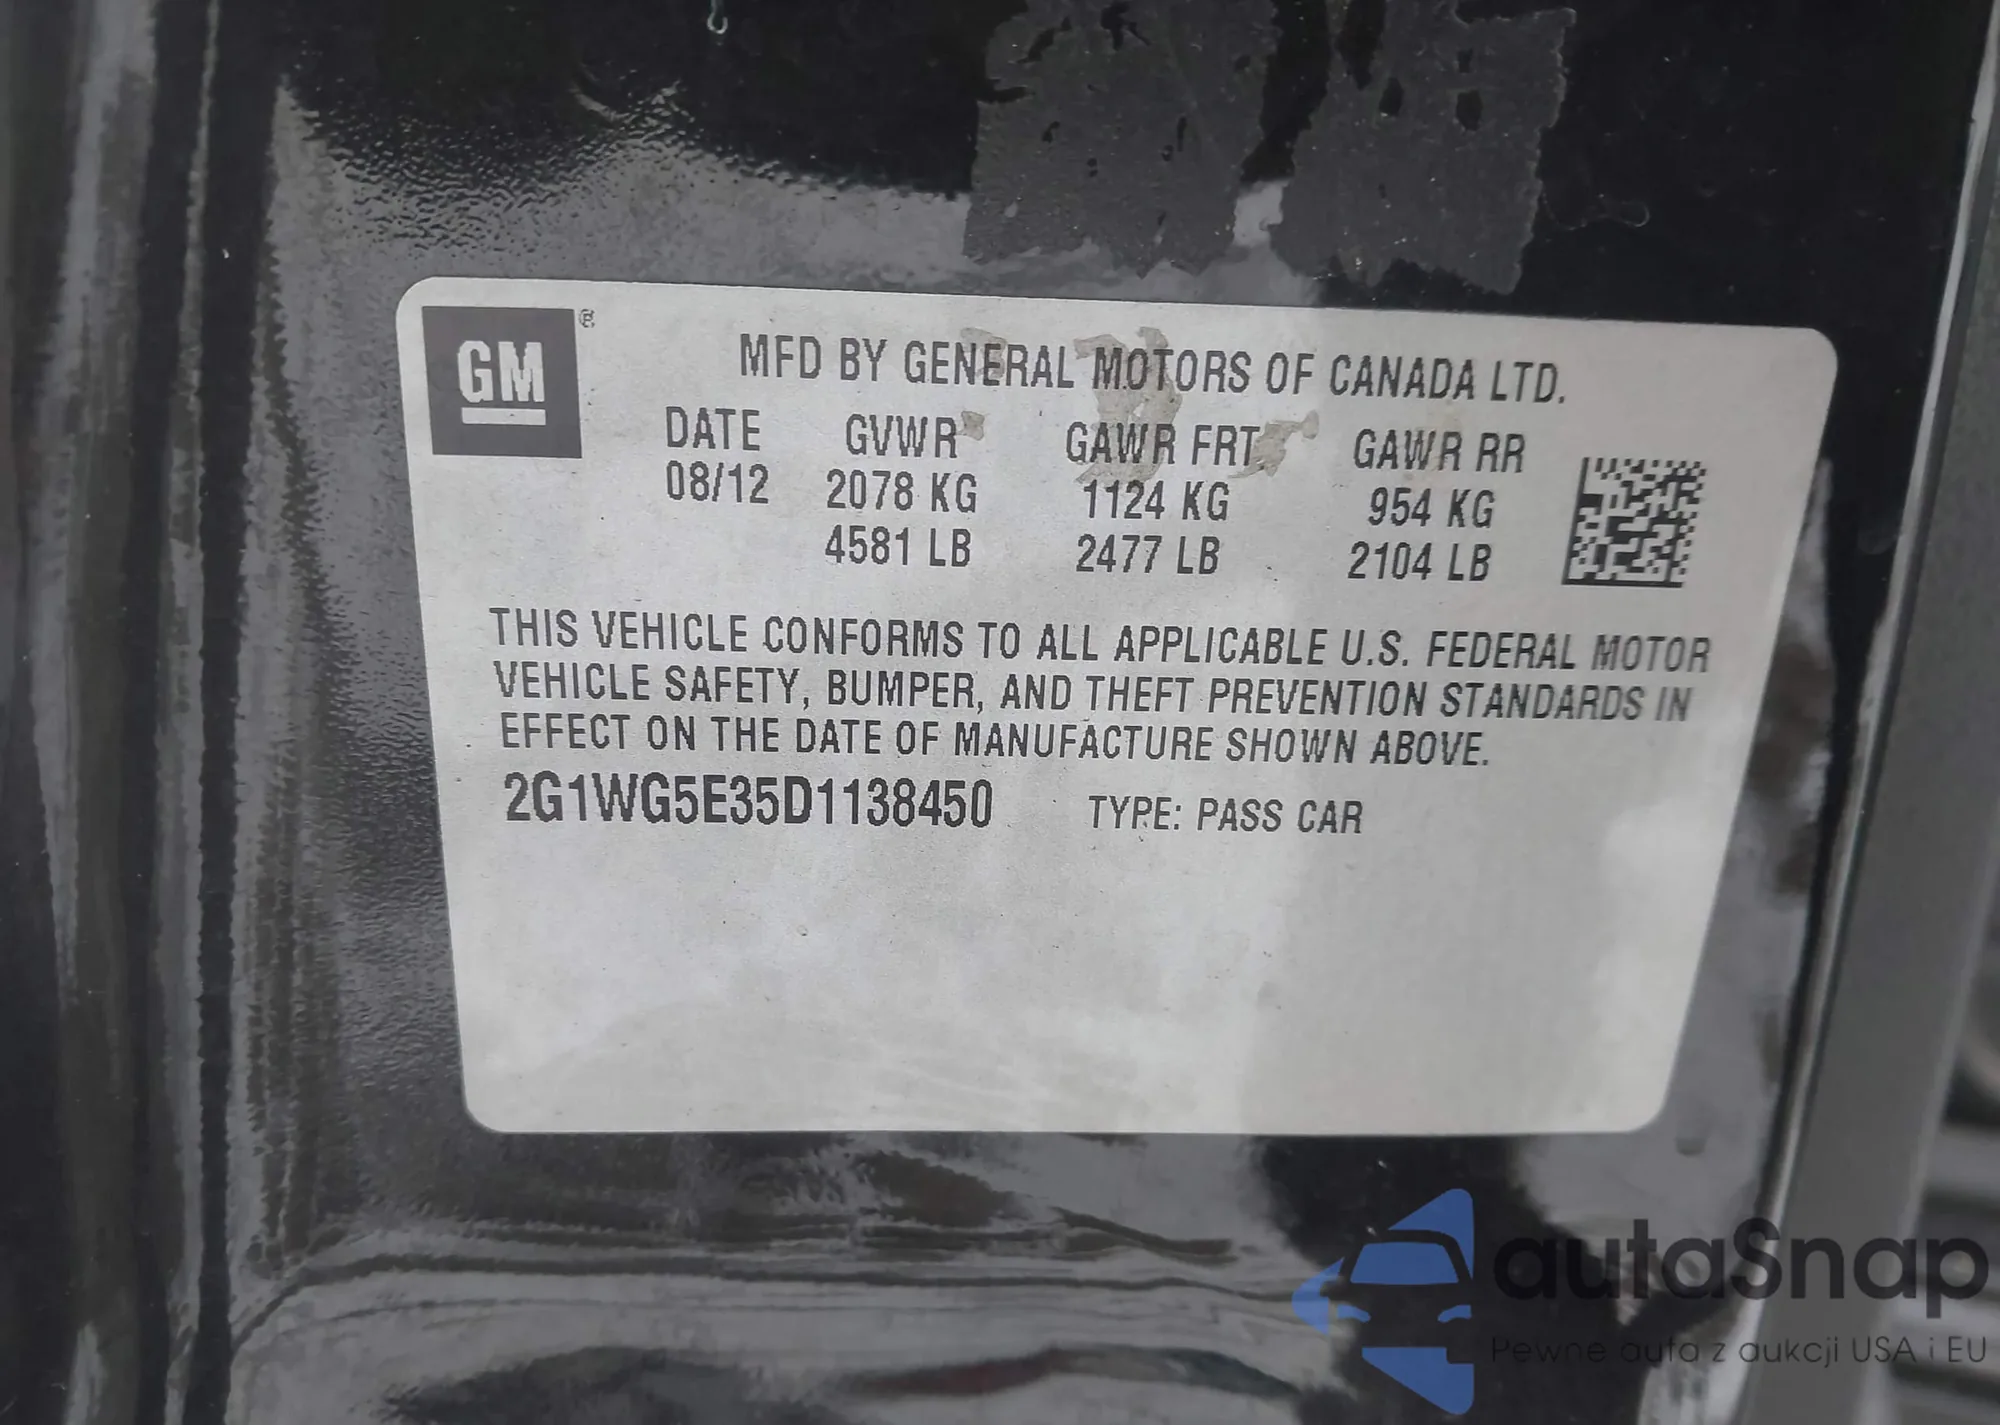 GM ®
MFD BY GENERAL MOTORS OF CANADA LTD.
DATE GVWR GAWR FRT GAWR RR
08/12 2078 KG 1124 KG 954 KG
4581 LB 2477 LB 2104 LB
THIS VEHICLE CONFORMS TO ALL APPLICABLE U.S. FEDERAL MOTOR
VEHICLE SAFETY, BUMPER, AND THEFT PREVENTION STANDARDS IN
EFFECT ON THE DATE OF MANUFACTURE SHOWN ABOVE.
2G1WG5E35D1138450 TYPE: PASS CAR
autaSnap
Pewne auta z aukcji USA i EU